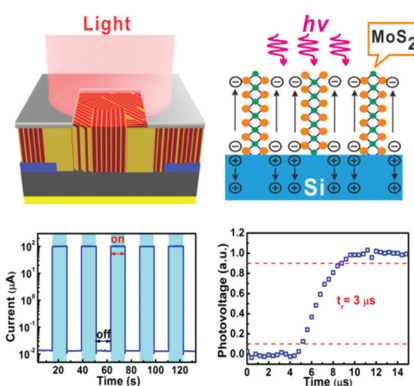 Light
hν
MoS₂
Si
Current (μA)
10²
10¹
10⁰
10⁻¹
10⁻²
on
off
20 40 60 80 100 120
Time (s)
Photovoltage (a.u.)
1.0
0.8
0.6
0.4
0.2
0.0
tᵣ = 3 μs
0 2 4 6 8 10 12 14
Time (μs)